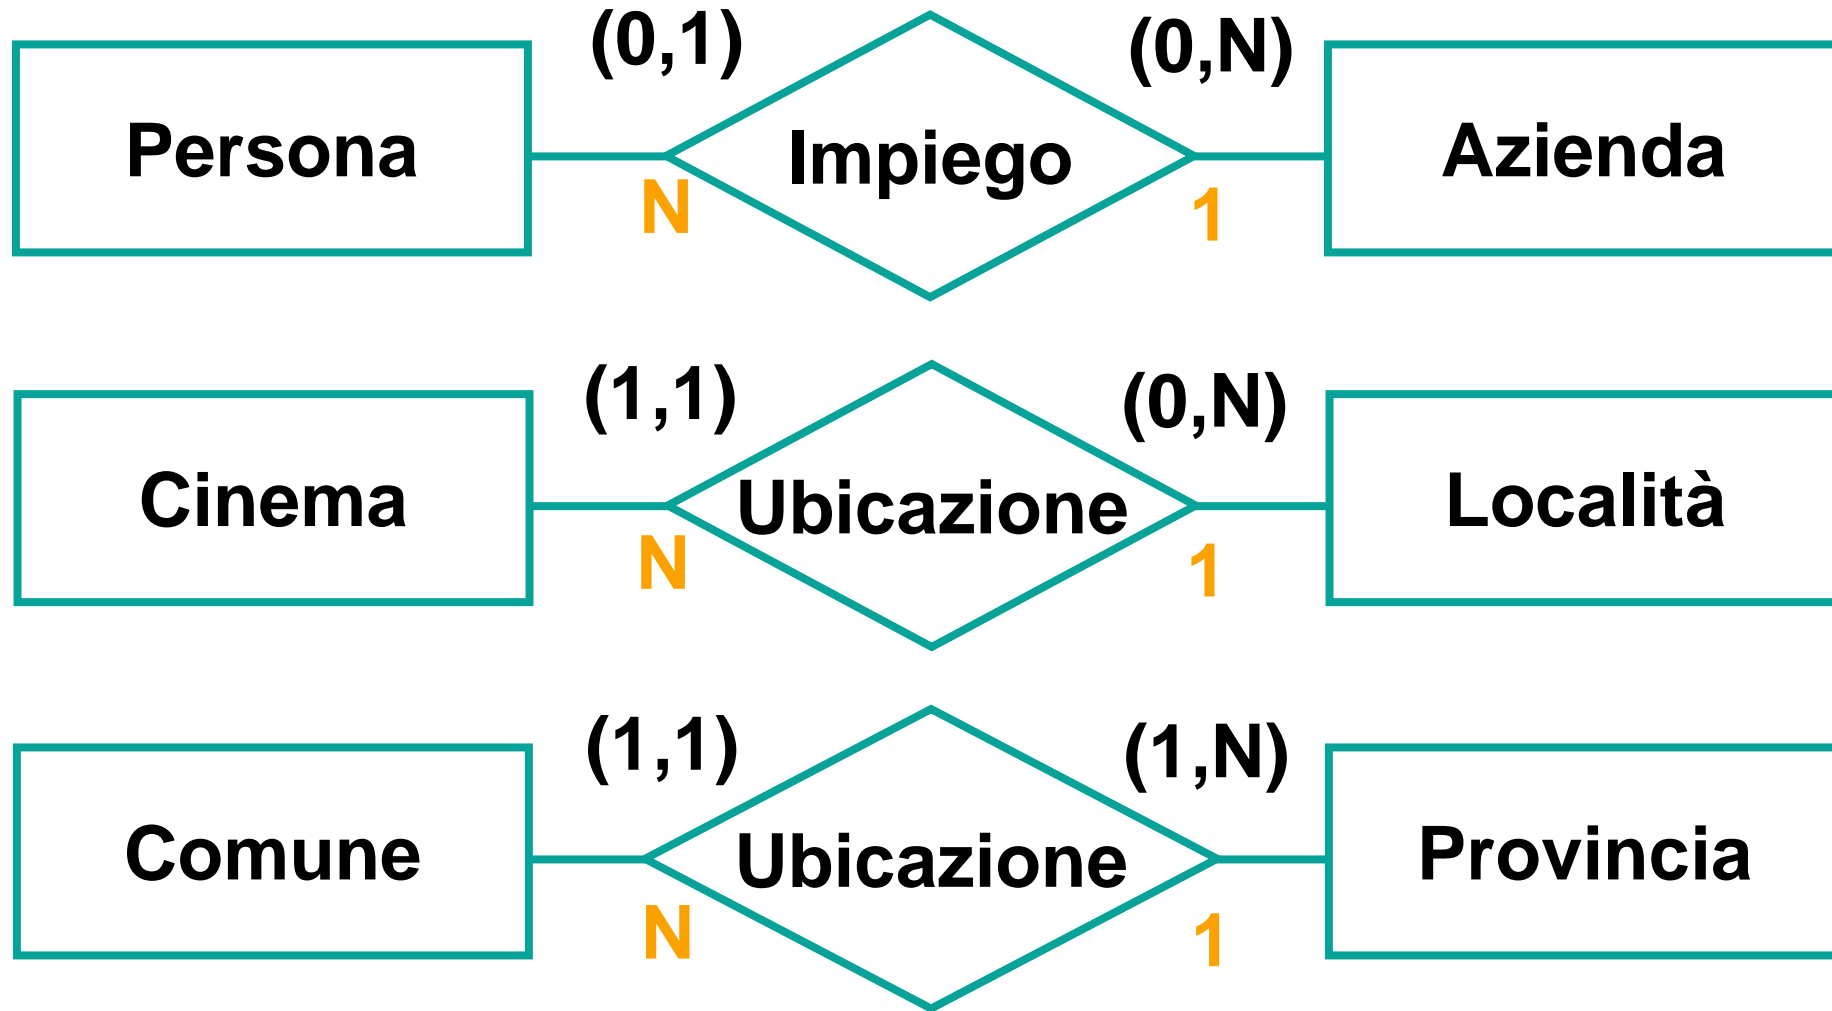 (0,1) (0,N)
Persona Impiego Azienda
N 1
(1,1) (0,N)
Cinema Ubicazione Località
N 1
(1,1) (1,N)
Comune Ubicazione Provincia
N 1